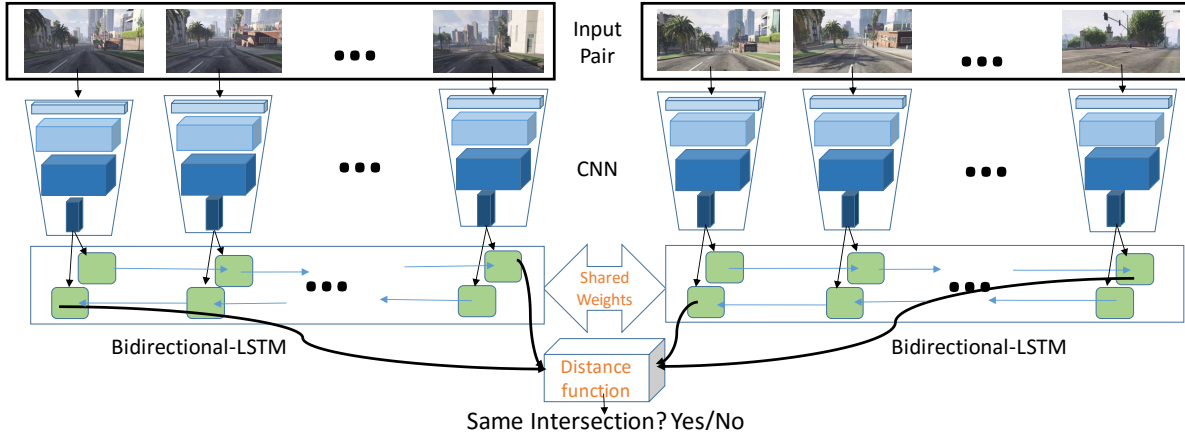 Input
Pair
CNN
Shared
Weights
Bidirectional-LSTM
Bidirectional-LSTM
Distance
function
Same Intersection? Yes/No